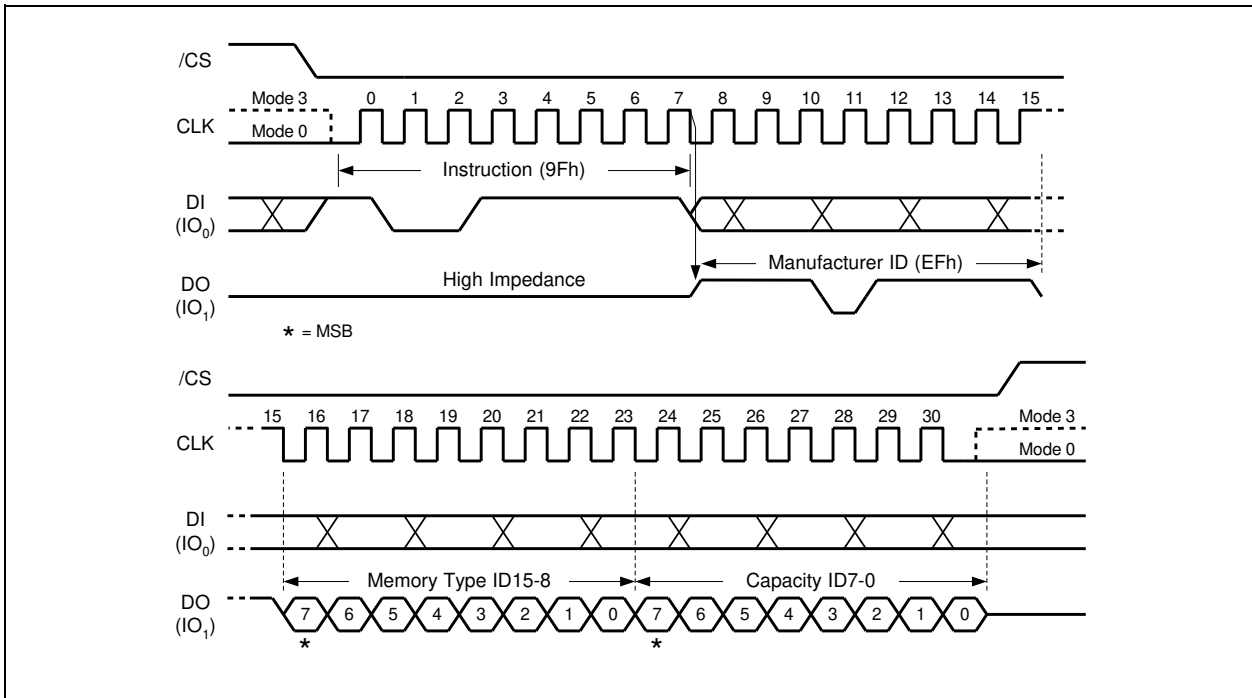 /CS
Mode 3 0 1 2 3 4 5 6 7 8 9 10 11 12 13 14 15
CLK
Mode 0
Instruction (9Fh)
DI
(IO0)
Manufacturer ID (EFh)
High Impedance
DO
(IO1)
* = MSB
/CS
15 16 17 18 19 20 21 22 23 24 25 26 27 28 29 30 Mode 3
CLK
Mode 0
DI
(IO0)
Memory Type ID15-8 Capacity ID7-0
DO
(IO1)
7 6 5 4 3 2 1 0 7 6 5 4 3 2 1 0
* *